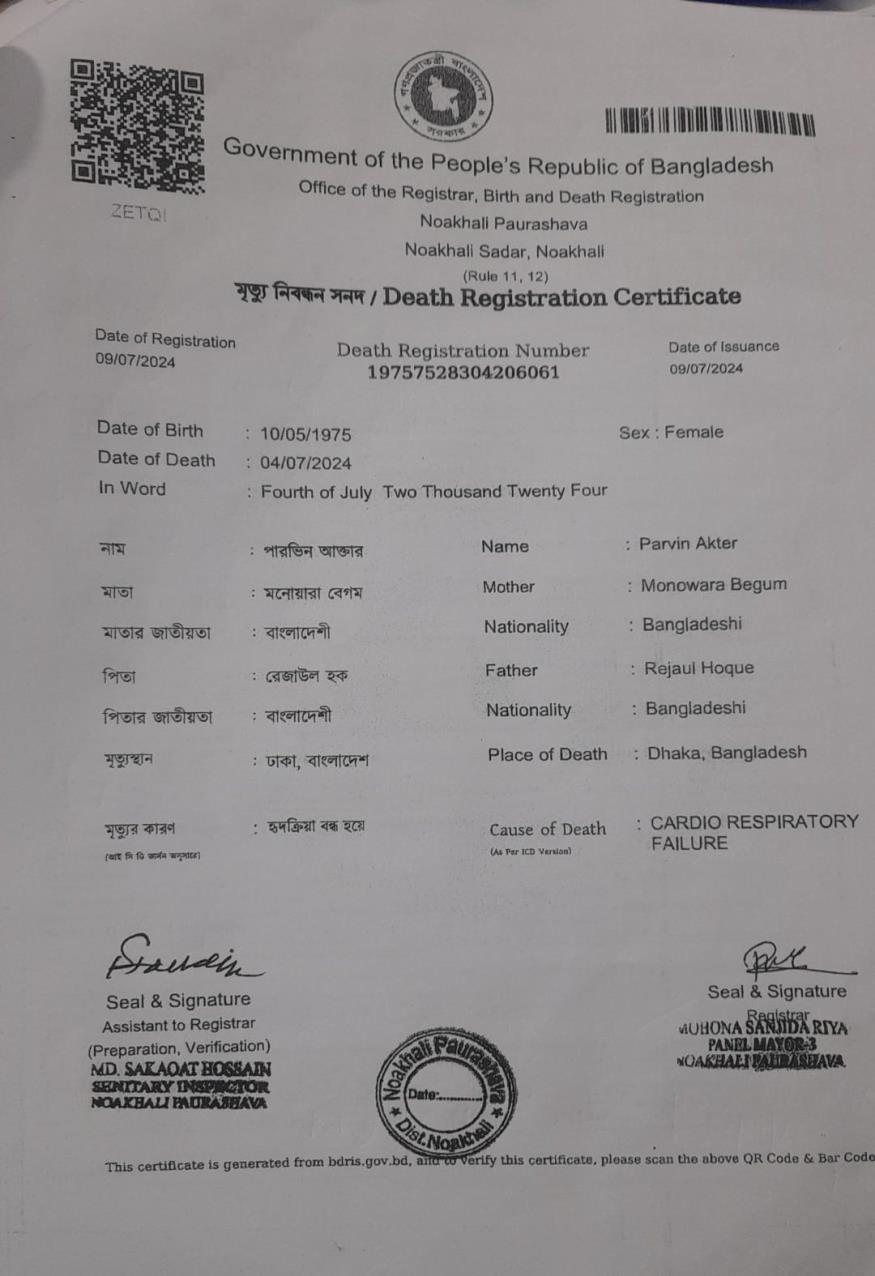 গণপ্রজাতন্ত্রী বাংলাদেশ
সরকার
Government of the People's Republic of Bangladesh
ZETQI
Office of the Registrar, Birth and Death Registration
Noakhali Paurashava
Noakhali Sadar, Noakhali
(Rule 11, 12)
মৃত্যু নিবন্ধন সনদ / Death Registration Certificate
Date of Registration Death Registration Number Date of Issuance
09/07/2024 19757528304206061 09/07/2024
Date of Birth : 10/05/1975 Sex : Female
Date of Death : 04/07/2024
In Word : Fourth of July Two Thousand Twenty Four
নাম : পারভিন আক্তার Name : Parvin Akter
মাতা : মনোয়ারা বেগম Mother : Monowara Begum
মাতার জাতীয়তা : বাংলাদেশী Nationality : Bangladeshi
পিতা : রেজাউল হক Father : Rejaul Hoque
পিতার জাতীয়তা : বাংলাদেশী Nationality : Bangladeshi
মৃত্যুস্থান : ঢাকা, বাংলাদেশ Place of Death : Dhaka, Bangladesh
মৃত্যুর কারণ : হৃদক্রিয়া বন্ধ হয়ে Cause of Death : CARDIO RESPIRATORY
(আই সি ডি ভার্সন অনুসারে) (As Per ICD Version) FAILURE
Seal & Signature
Assistant to Registrar
(Preparation, Verification)
MD. SAKAOAT HOSSAIN
SENITARY INSPECTOR
NOAKHALI PAURASHAVA
Noakhali Paurashava
Date:............
Dist.Noakhali
Seal & Signature
Registrar
MOHONA SANJIDA RIYA
PANEL MAYOR-3
NOAKHALI PAURASHAVA
This certificate is generated from bdris.gov.bd, and to verify this certificate, please scan the above QR Code & Bar Code